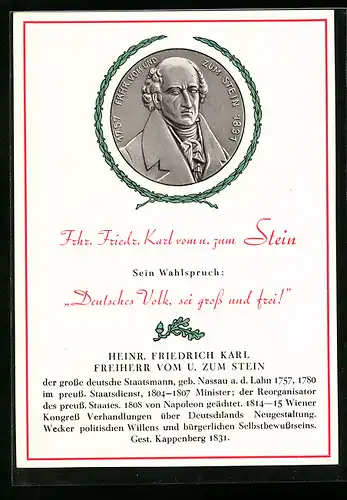 1757 FRHR. VOM UND ZUM STEIN 1831
Frhr. Friedr. Karl vom u. zum Stein
Sein Wahlspruch:
„Deutsches Volk, sei groß und frei!"
HEINR. FRIEDRICH KARL
FREIHERR VOM U. ZUM STEIN
der große deutsche Staatsmann, geb. Nassau a. d. Lahn 1757, 1780
im preuß. Staatsdienst, 1804–1807 Minister; der Reorganisator
des preuß. Staates. 1808 von Napoleon geächtet. 1814–15 Wiener
Kongreß Verhandlungen über Deutschlands Neugestaltung.
Wecker politischen Willens und bürgerlichen Selbstbewußtseins.
Gest. Kappenberg 1831.